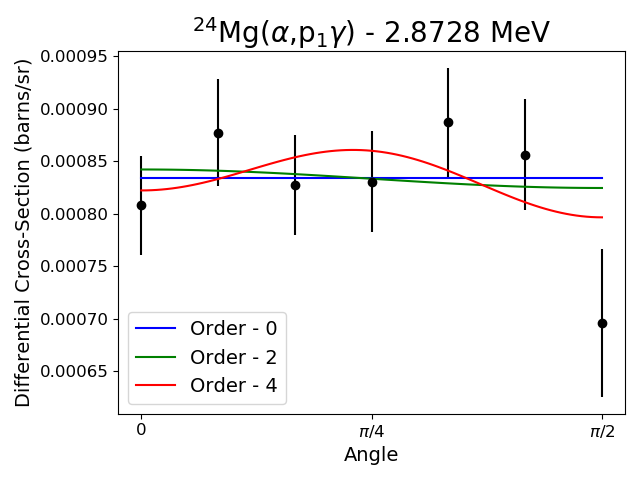 ²⁴Mg(α,p₁γ) - 2.8728 MeV
Differential Cross-Section (barns/sr)
0.00095
0.00090
0.00085
0.00080
0.00075
0.00070
0.00065
Order - 0
Order - 2
Order - 4
0
π/4
π/2
Angle